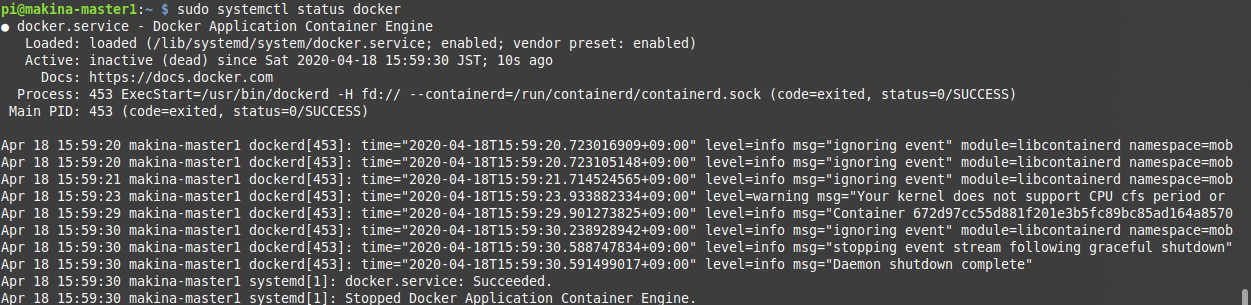 pi@makina-master1:~ $ sudo systemctl status docker
● docker.service - Docker Application Container Engine
   Loaded: loaded (/lib/systemd/system/docker.service; enabled; vendor preset: enabled)
   Active: inactive (dead) since Sat 2020-04-18 15:59:30 JST; 10s ago
     Docs: https://docs.docker.com
  Process: 453 ExecStart=/usr/bin/dockerd -H fd:// --containerd=/run/containerd/containerd.sock (code=exited, status=0/SUCCESS)
 Main PID: 453 (code=exited, status=0/SUCCESS)

Apr 18 15:59:20 makina-master1 dockerd[453]: time="2020-04-18T15:59:20.723016909+09:00" level=info msg="ignoring event" module=libcontainerd namespace=mob
Apr 18 15:59:20 makina-master1 dockerd[453]: time="2020-04-18T15:59:20.723105148+09:00" level=info msg="ignoring event" module=libcontainerd namespace=mob
Apr 18 15:59:21 makina-master1 dockerd[453]: time="2020-04-18T15:59:21.714524565+09:00" level=info msg="ignoring event" module=libcontainerd namespace=mob
Apr 18 15:59:23 makina-master1 dockerd[453]: time="2020-04-18T15:59:23.933882334+09:00" level=warning msg="Your kernel does not support CPU cfs period or
Apr 18 15:59:29 makina-master1 dockerd[453]: time="2020-04-18T15:59:29.901273825+09:00" level=info msg="Container 672d97cc55d881f201e3b5fc89bc85ad164a8570
Apr 18 15:59:30 makina-master1 dockerd[453]: time="2020-04-18T15:59:30.238928942+09:00" level=info msg="ignoring event" module=libcontainerd namespace=mob
Apr 18 15:59:30 makina-master1 dockerd[453]: time="2020-04-18T15:59:30.588747834+09:00" level=info msg="stopping event stream following graceful shutdown"
Apr 18 15:59:30 makina-master1 dockerd[453]: time="2020-04-18T15:59:30.591499017+09:00" level=info msg="Daemon shutdown complete"
Apr 18 15:59:30 makina-master1 systemd[1]: docker.service: Succeeded.
Apr 18 15:59:30 makina-master1 systemd[1]: Stopped Docker Application Container Engine.